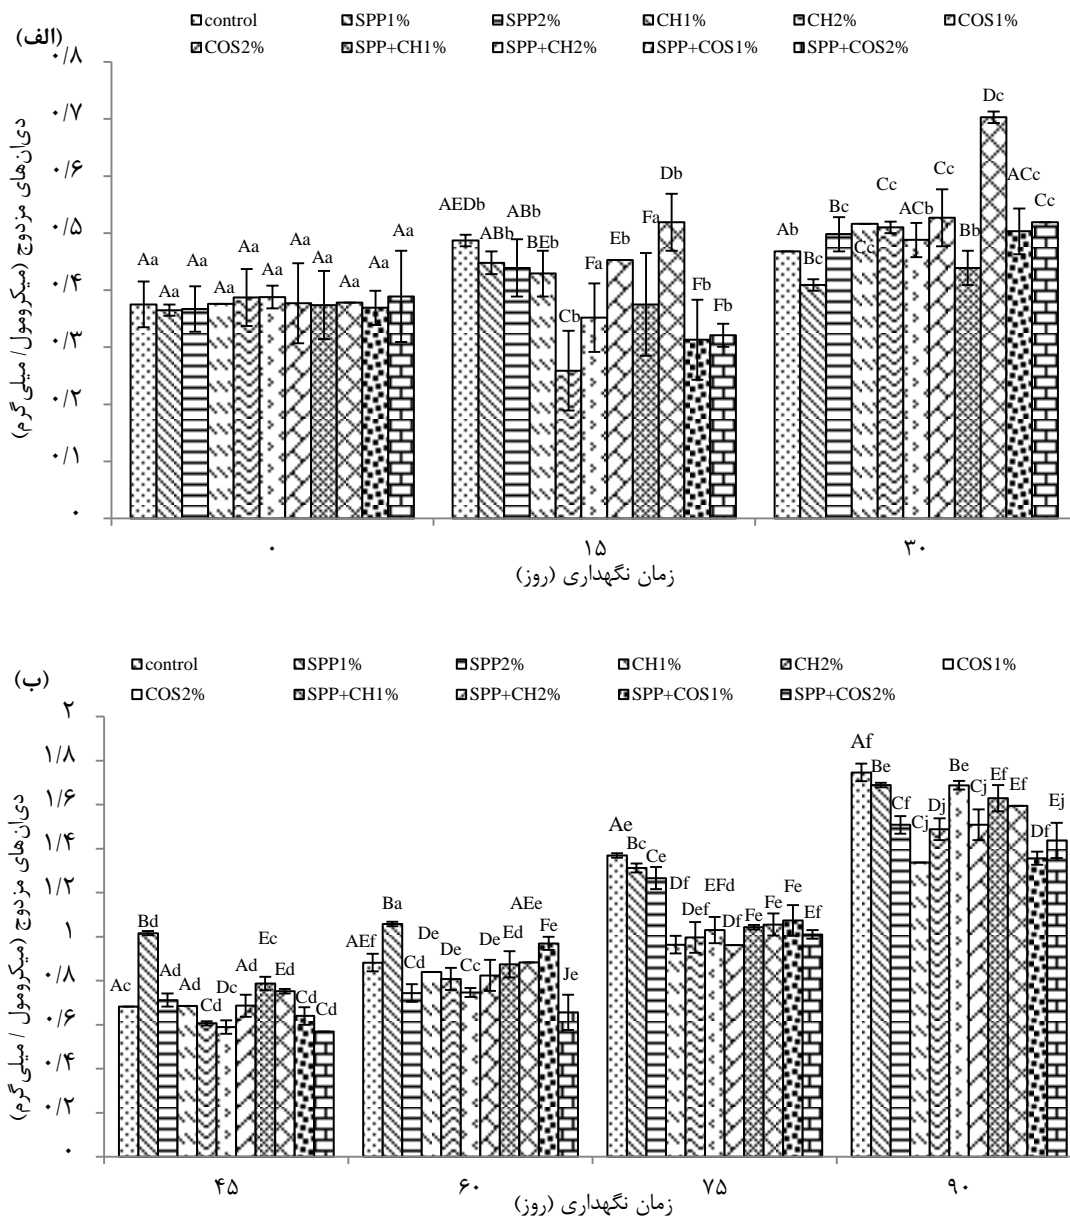 control SPP1% SPP2% CH1% CH2% COS1%
COS2% SPP+CH1% SPP+CH2% SPP+COS1% SPP+COS2%
(الف)
دی‌ان‌های مزدوج (میکرومول/ میلی گرم)
۰/۸
۰/۷
۰/۶
۰/۵
۰/۴
۰/۳
۰/۲
۰/۱
۰
Aa Aa Aa Aa Aa Aa Aa Aa Aa Aa Aa
AEDb ABb ABb BEb Cb Fa Eb Fa Db Fb Fb
Ab Bc Bc Cc Cc ACb Cc Bb Dc ACc Cc
۰ ۱۵ ۳۰
زمان نگهداری (روز)
control SPP1% SPP2% CH1% CH2% COS1%
COS2% SPP+CH1% SPP+CH2% SPP+COS1% SPP+COS2%
(ب)
دی‌ان‌های مزدوج (میکرومول / میلی گرم)
۲
۱/۸
۱/۶
۱/۴
۱/۲
۱
۰/۸
۰/۶
۰/۴
۰/۲
۰
Ac Bd Ad Ad Cd Dc Ad Ec Ed Cd Cd
AEf Ba Cd De De Cc De Ed AEe Fe Je
Ae Bc Ce Df Def EFd Df Fe Fe Fe Ef
Af Be Cf Cj Dj Be Cj Ef Ef Df Ej
۴۵ ۶۰ ۷۵ ۹۰
زمان نگهداری (روز)